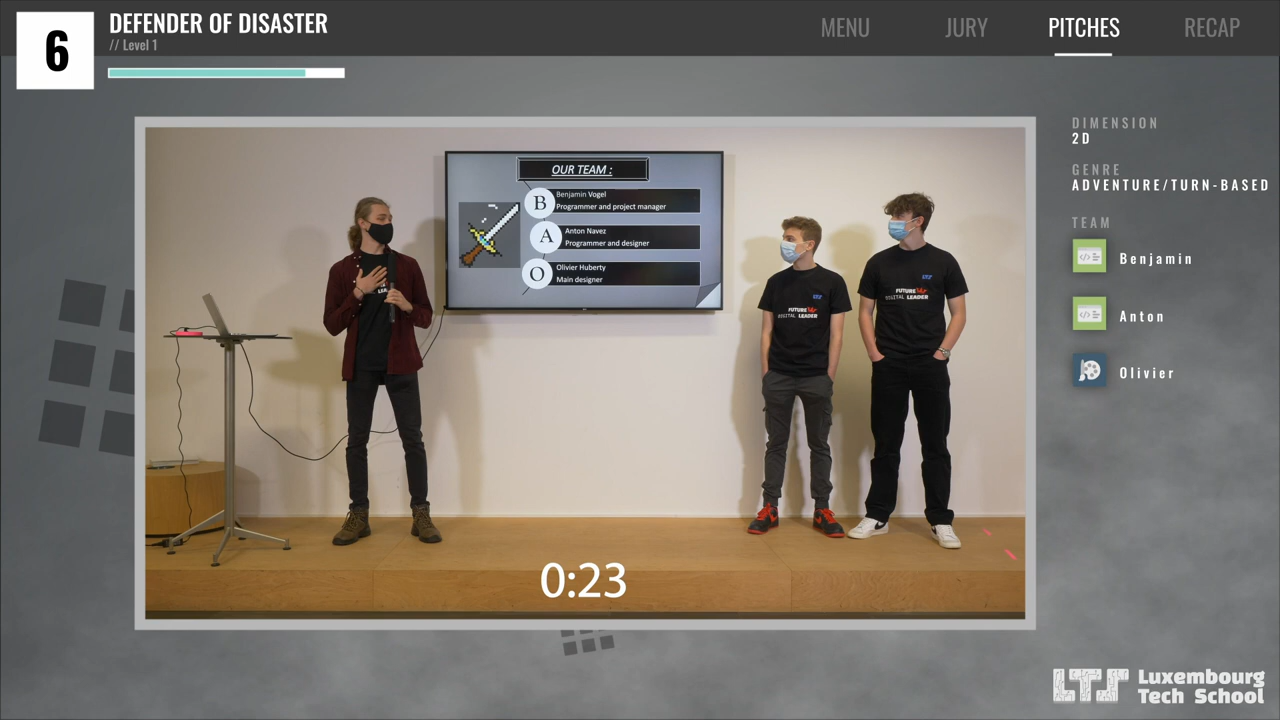 6
DEFENDER OF DISASTER
// Level 1
MENU
JURY
PITCHES
RECAP
DIMENSION
2D
GENRE
ADVENTURE/TURN-BASED
TEAM
Benjamin
Anton
Olivier
OUR TEAM :
B
Benjamin Vogel
Programmer and project manager
A
Anton Navez
Programmer and designer
O
Olivier Huberty
Main designer
FUTURE
DIGITAL LEADER
LTS
FUTURE
DIGITAL LEADER
LTS
0:23
LTS
Luxembourg
Tech School